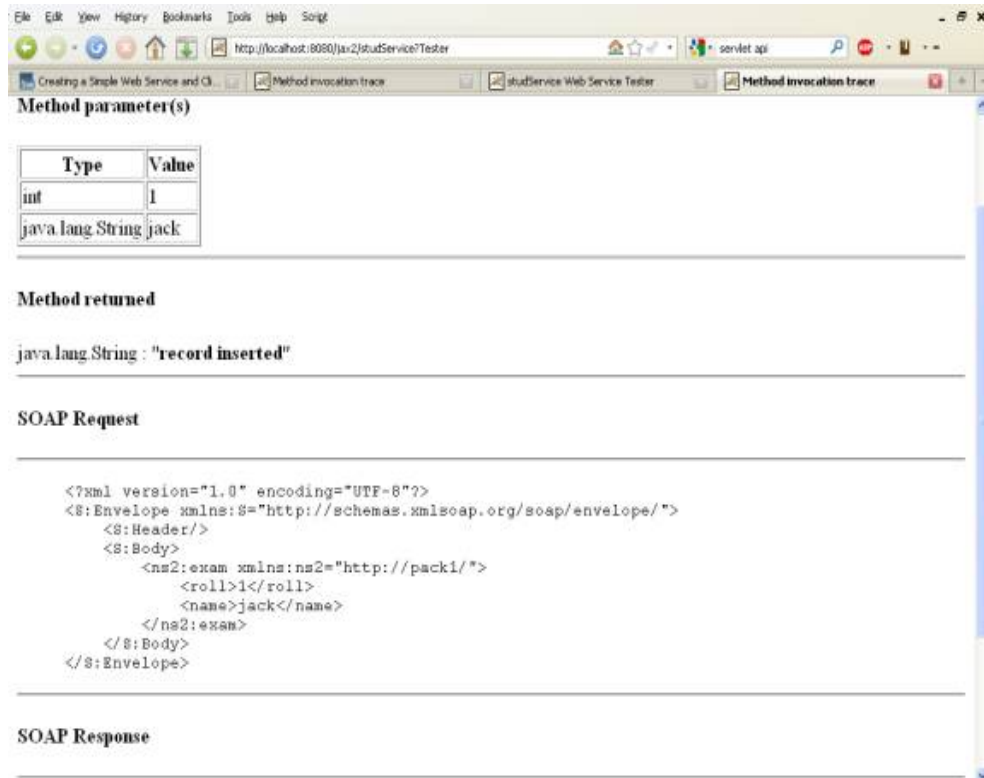 File Edit View History Bookmarks Tools Help Script
http://localhost:8080/jax2/studService?Tester
servlet api
Creating a Simple Web Service and Cli...
Method invocation trace
studService Web Service Tester
Method invocation trace
Method parameter(s)
Type Value
int 1
java.lang.String jack
Method returned
java.lang.String : "record inserted"
SOAP Request
<?xml version="1.0" encoding="UTF-8"?>
<S:Envelope xmlns:S="http://schemas.xmlsoap.org/soap/envelope/">
<S:Header/>
<S:Body>
<ns2:exam xmlns:ns2="http://pack1/">
<roll>1</roll>
<name>jack</name>
</ns2:exam>
</S:Body>
</S:Envelope>
SOAP Response